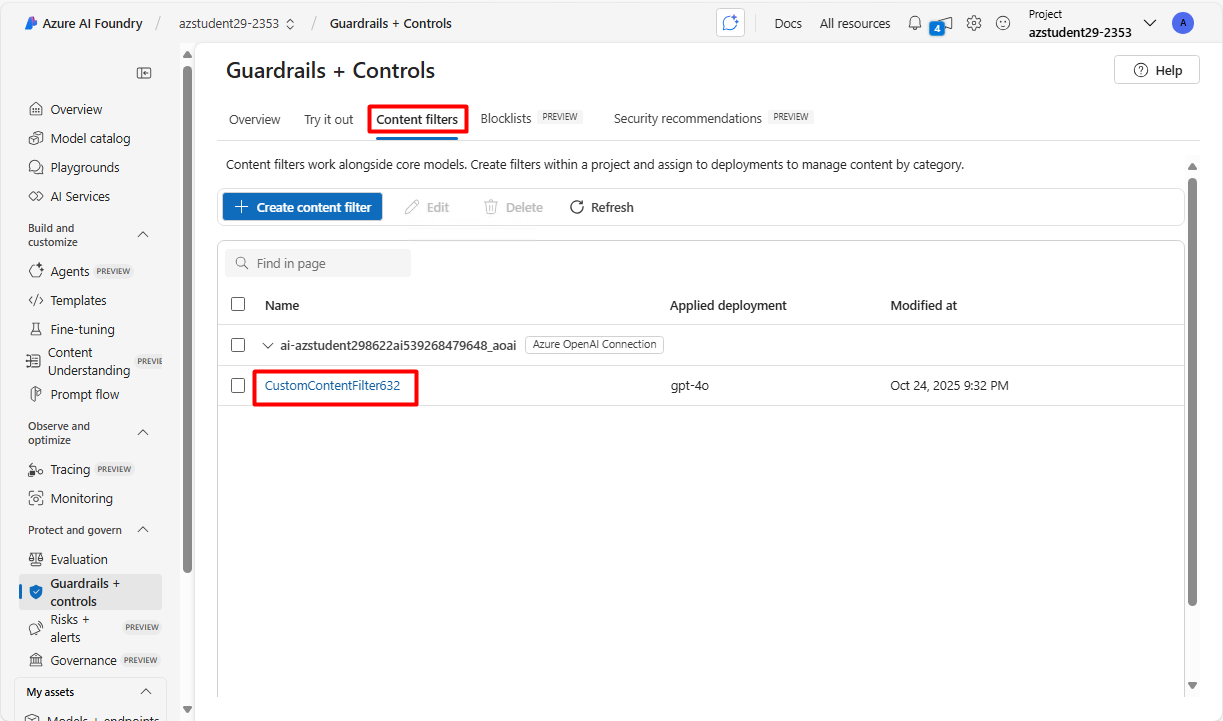 Azure AI Foundry / azstudent29-2353 / Guardrails + Controls
Docs All resources 4 Project
azstudent29-2353 A
Overview
Model catalog
Playgrounds
AI Services
Build and
customize
Agents PREVIEW
Templates
Fine-tuning
Content
Understanding PREVIE
Prompt flow
Observe and
optimize
Tracing PREVIEW
Monitoring
Protect and govern
Evaluation
Guardrails +
controls
Risks +
alerts PREVIEW
Governance PREVIEW
My assets
Models + endpoints
Guardrails + Controls
Help
Overview Try it out Content filters Blocklists PREVIEW Security recommendations PREVIEW
Content filters work alongside core models. Create filters within a project and assign to deployments to manage content by category.
Create content filter Edit Delete Refresh
Find in page
Name Applied deployment Modified at
ai-azstudent298622ai539268479648_aoai Azure OpenAI Connection
CustomContentFilter632 gpt-4o Oct 24, 2025 9:32 PM